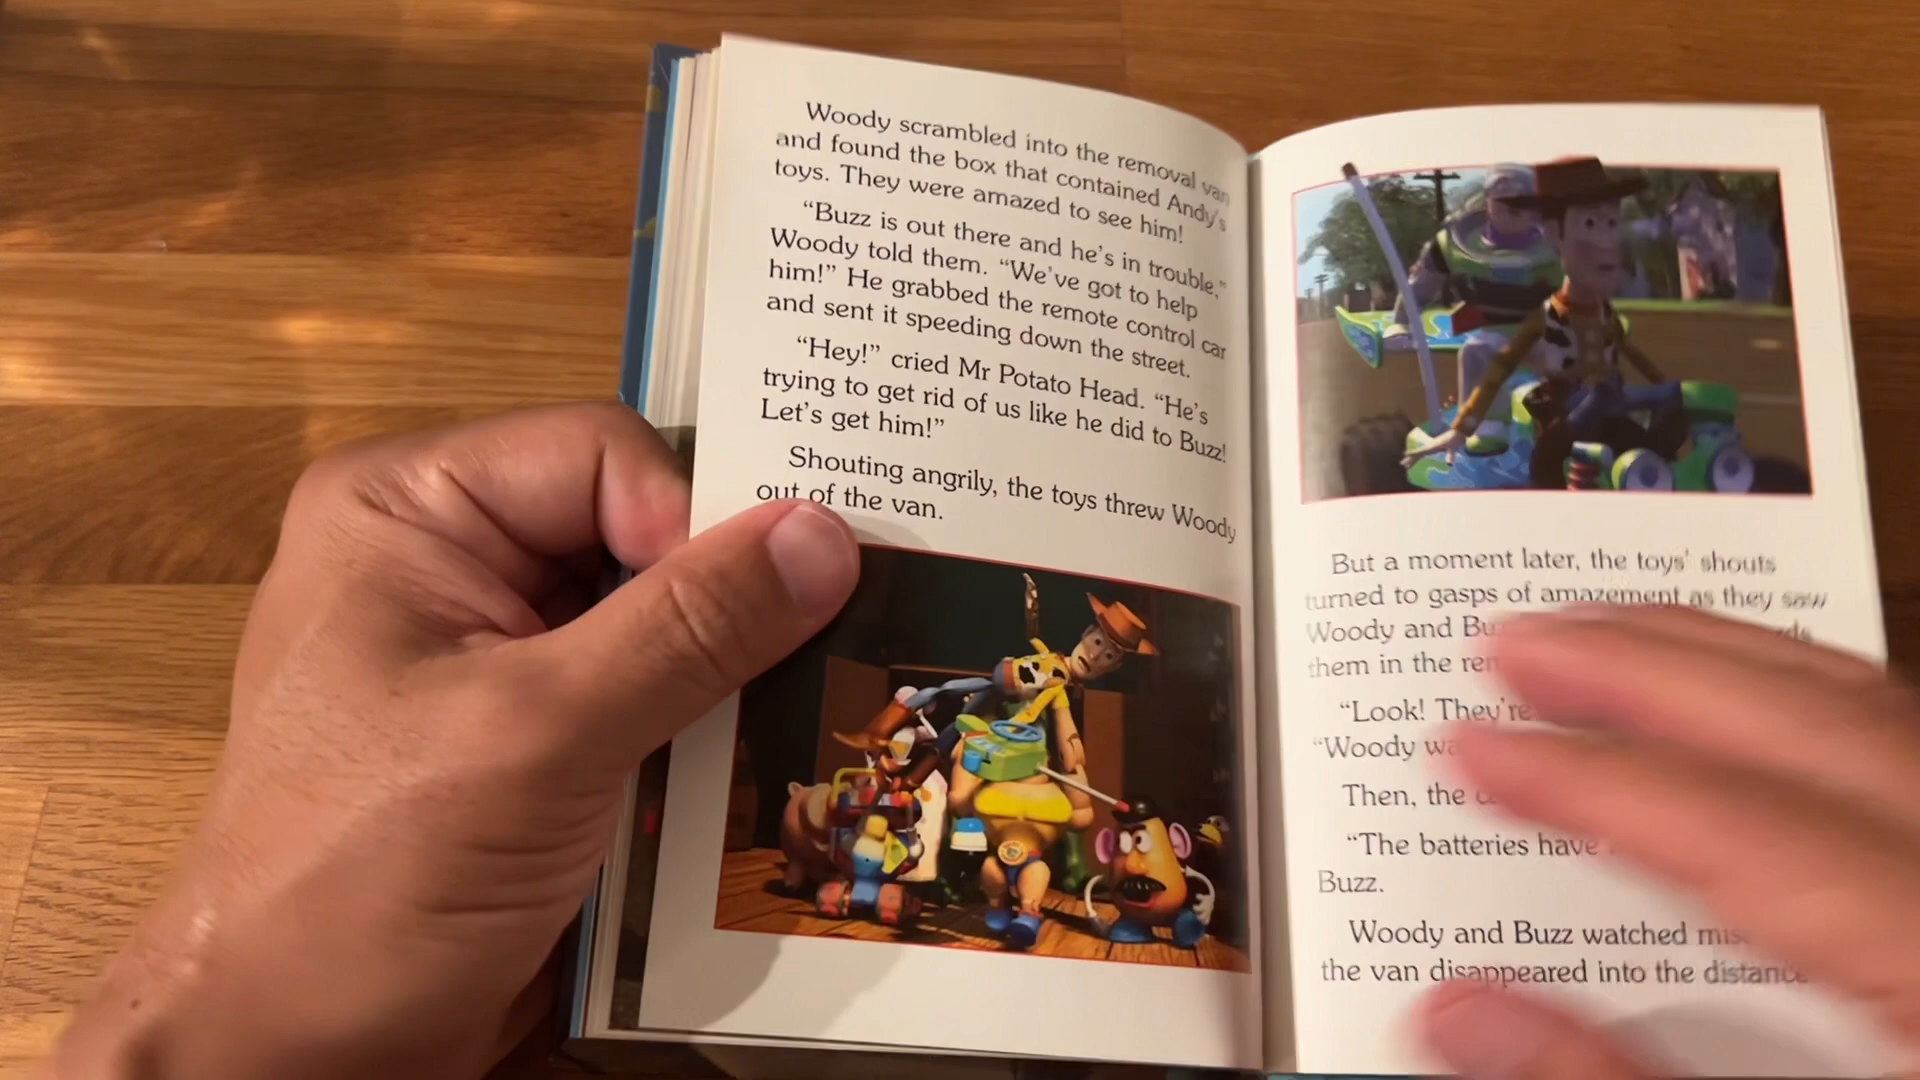 Woody scrambled into the removal van
and found the box that contained Andy's
toys. They were amazed to see him!
“Buzz is out there and he's in trouble,”
Woody told them. “We've got to help
him!” He grabbed the remote control car
and sent it speeding down the street.
“Hey!” cried Mr Potato Head. “He's
trying to get rid of us like he did to Buzz!
Let's get him!”
Shouting angrily, the toys threw Woody
out of the van.
But a moment later, the toys' shouts
turned to gasps of amazement as they saw
Woody and
them in the
“Look! They're
“Woody
Then, the
“The batteries have
Buzz.
Woody and Buzz watched
the van disappeared into the distance